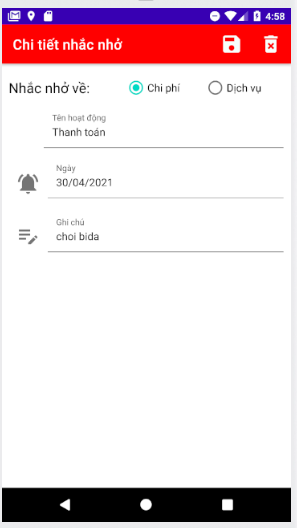 4:58
Chi tiết nhắc nhở
Nhắc nhở về: Chi phí Dịch vụ
Tên hoạt động
Thanh toán
Ngày
30/04/2021
Ghi chú
choi bida